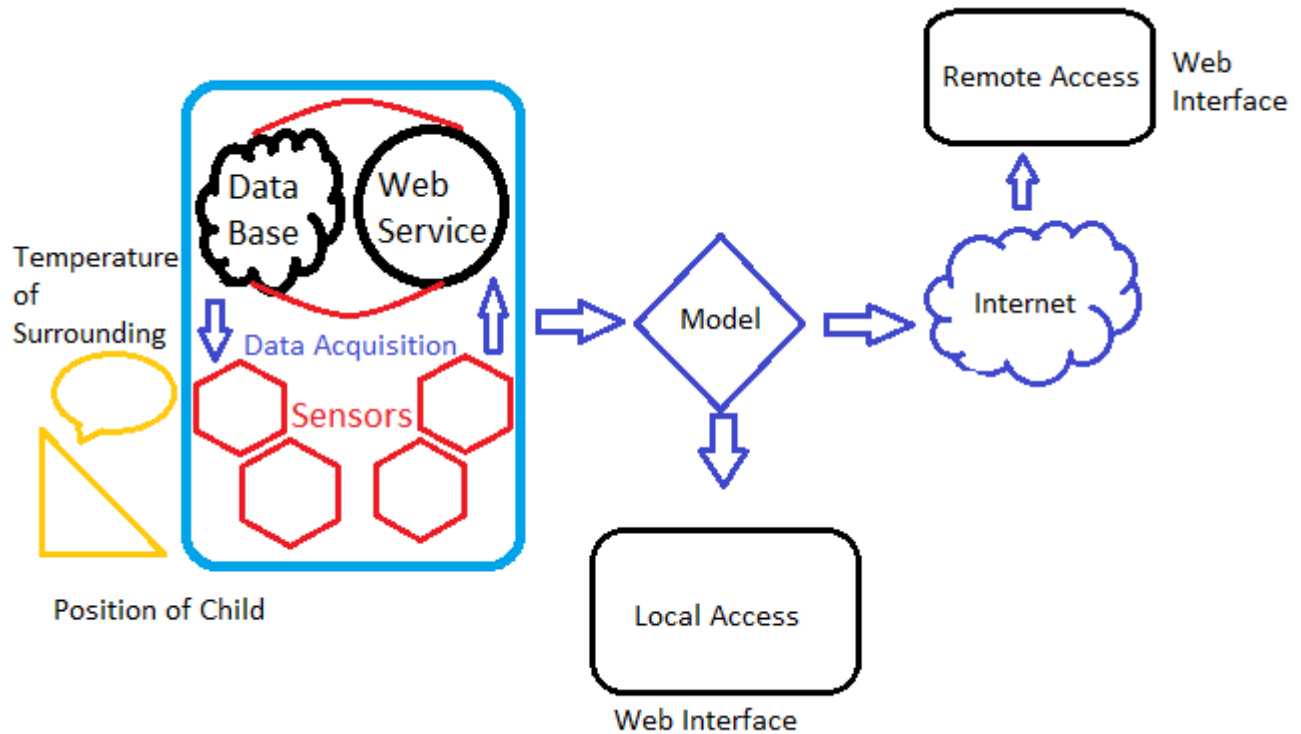 Remote Access
Web
Interface
Data
Base
Web
Service
Temperature
of
Surrounding
Data Acquisition
Sensors
Model
Internet
Position of Child
Local Access
Web Interface